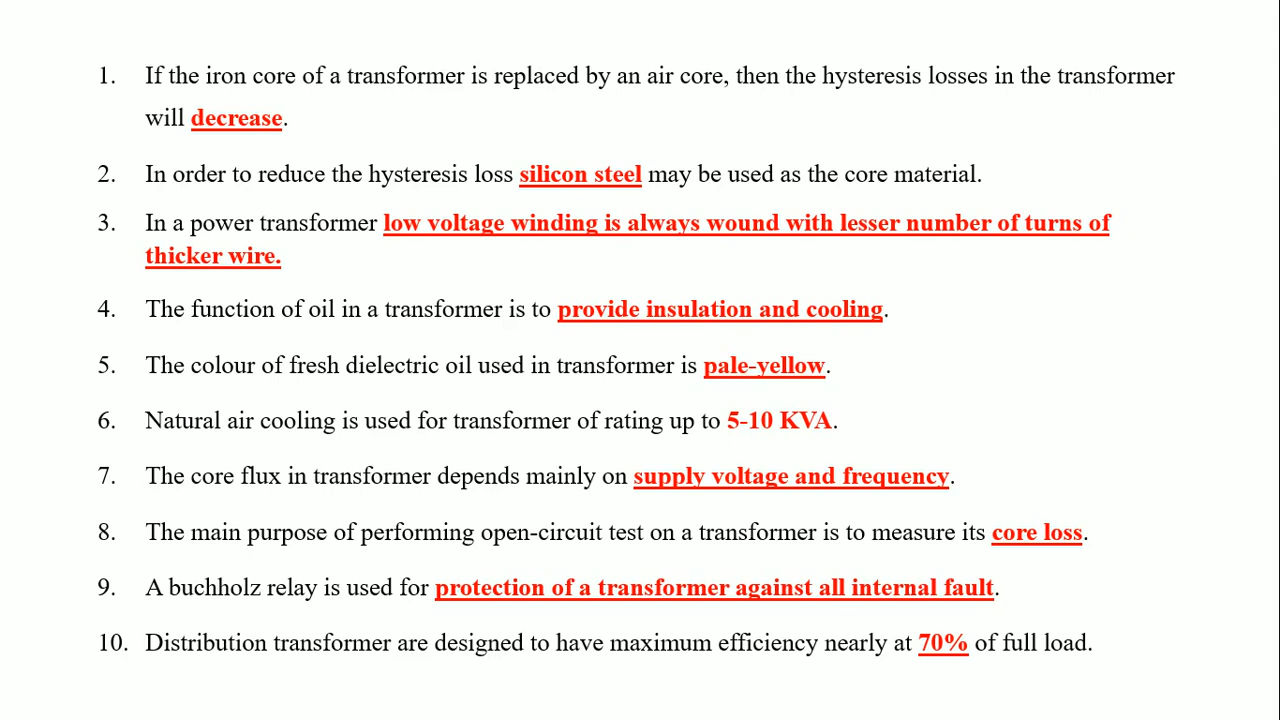 1. If the iron core of a transformer is replaced by an air core, then the hysteresis losses in the transformer
will decrease.
2. In order to reduce the hysteresis loss silicon steel may be used as the core material.
3. In a power transformer low voltage winding is always wound with lesser number of turns of
thicker wire.
4. The function of oil in a transformer is to provide insulation and cooling.
5. The colour of fresh dielectric oil used in transformer is pale-yellow.
6. Natural air cooling is used for transformer of rating up to 5-10 KVA.
7. The core flux in transformer depends mainly on supply voltage and frequency.
8. The main purpose of performing open-circuit test on a transformer is to measure its core loss.
9. A buchholz relay is used for protection of a transformer against all internal fault.
10. Distribution transformer are designed to have maximum efficiency nearly at 70% of full load.